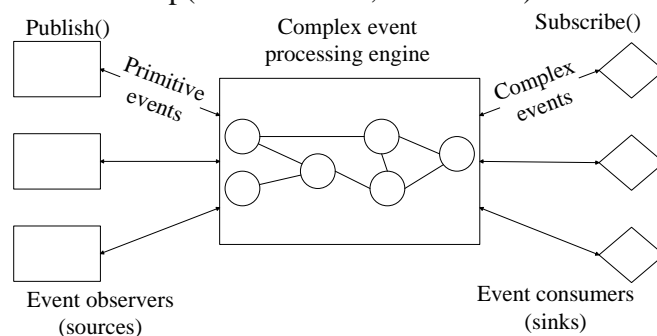 Publish()
Complex event
processing engine
Subscribe()
Primitive
events
Complex
events
Event observers
(sources)
Event consumers
(sinks)